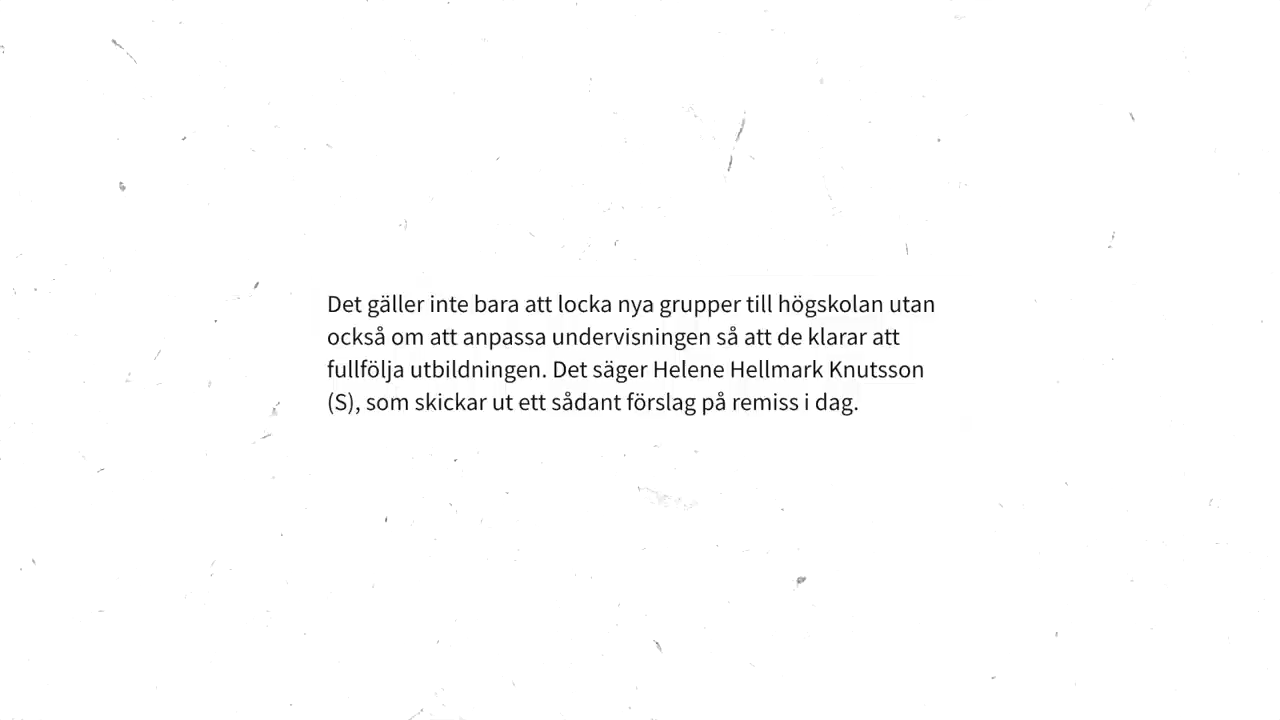 Det gäller inte bara att locka nya grupper till högskolan utan
också om att anpassa undervisningen så att de klarar att
fullfölja utbildningen. Det säger Helene Hellmark Knutsson
(S), som skickar ut ett sådant förslag på remiss i dag.